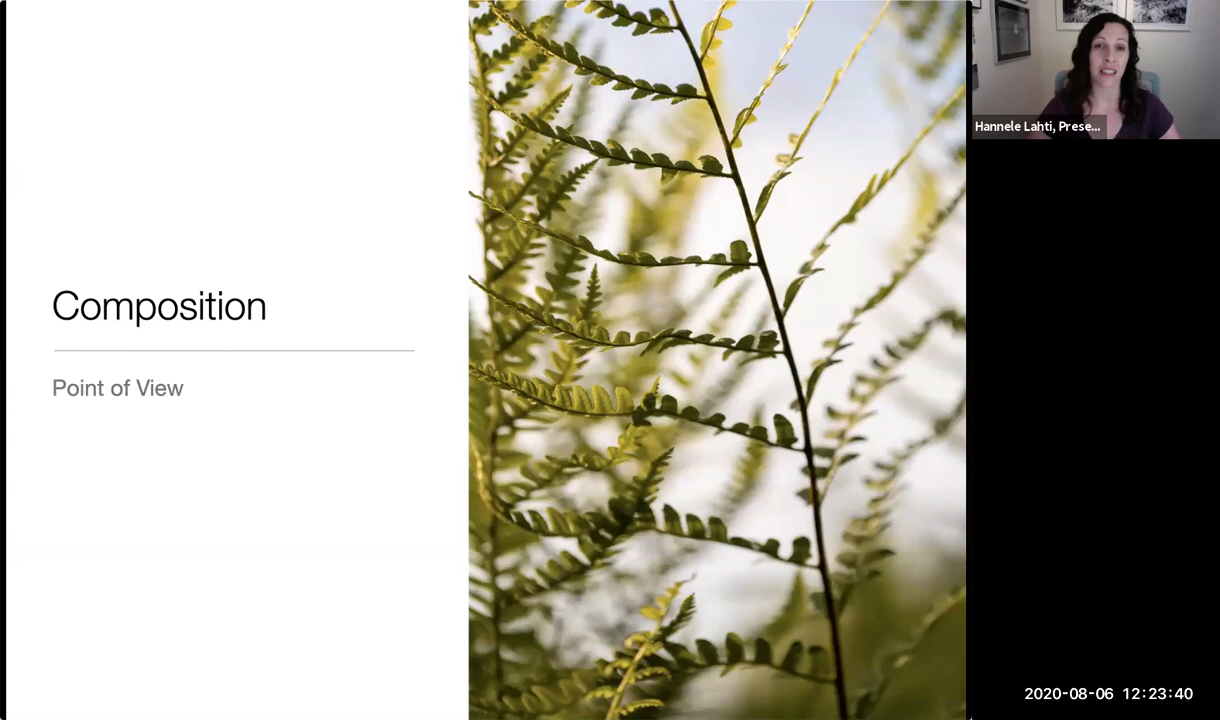 Composition
Point of View
Hannele Lahti, Prese...
2020-08-06 12:23:40